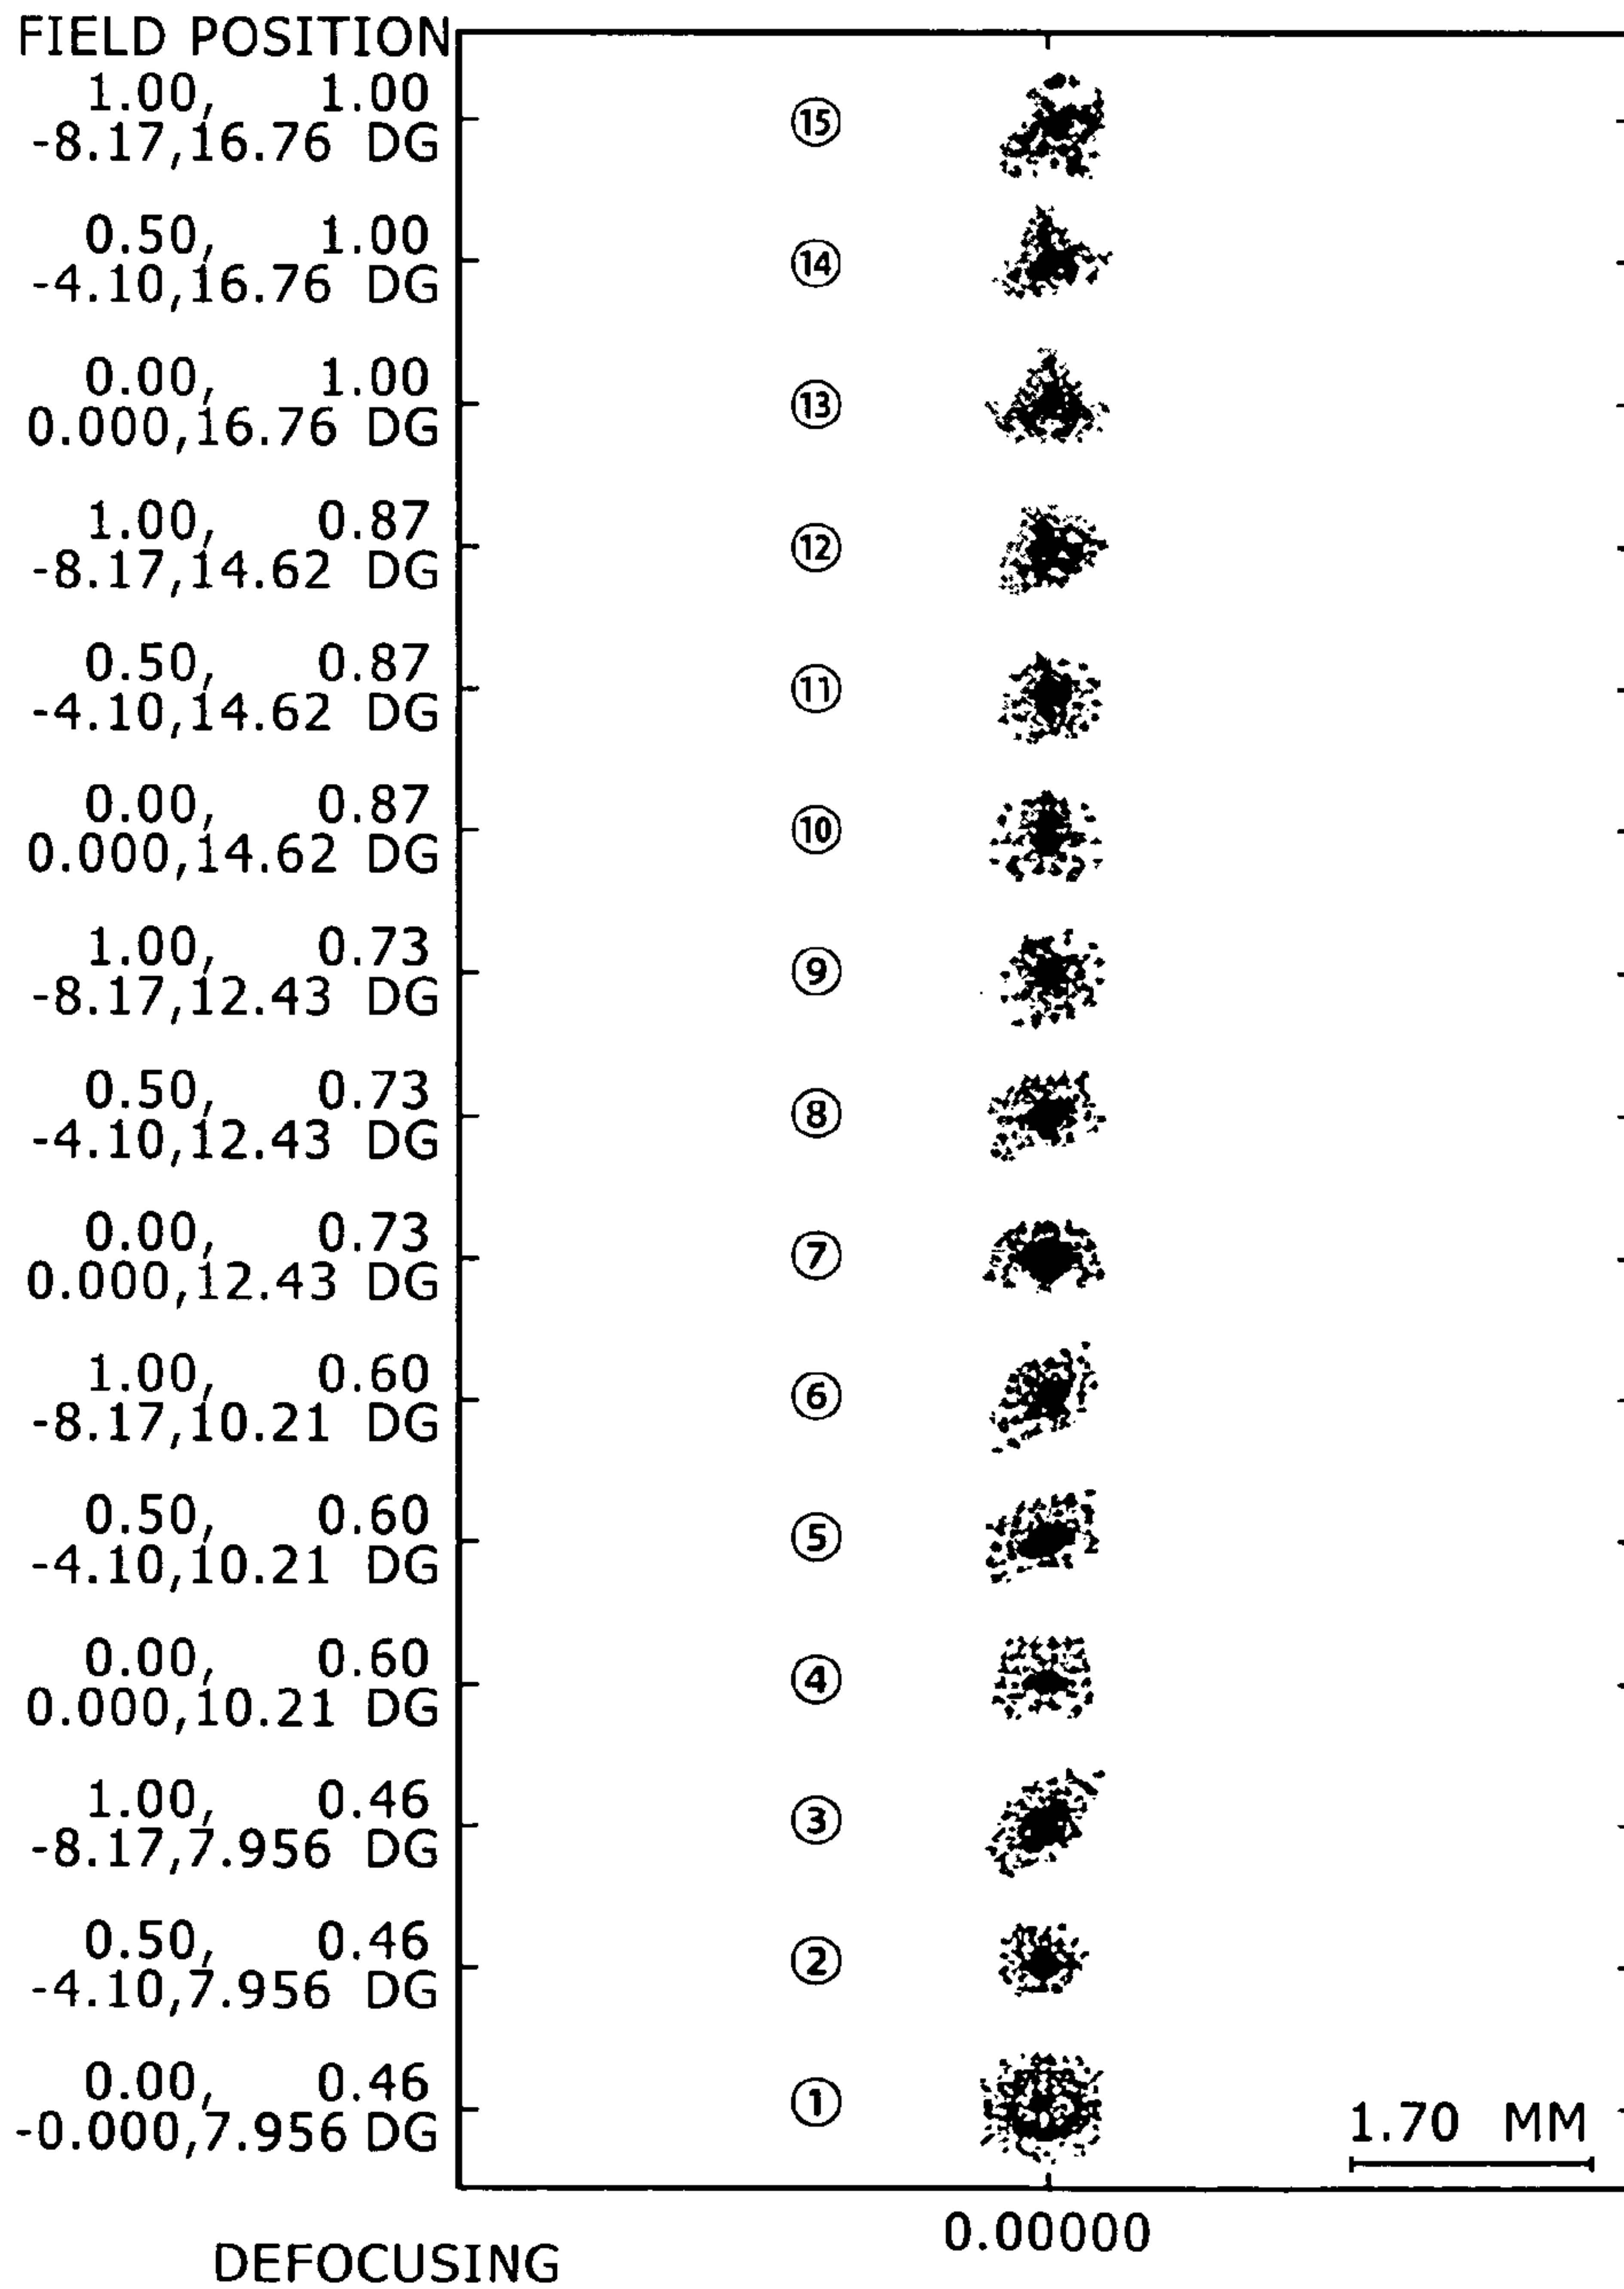 FIELD POSITION
1.00, 1.00
-8.17,16.76 DG
⑮
0.50, 1.00
-4.10,16.76 DG
⑭
0.00, 1.00
0.000,16.76 DG
⑬
1.00, 0.87
-8.17,14.62 DG
⑫
0.50, 0.87
-4.10,14.62 DG
⑪
0.00, 0.87
0.000,14.62 DG
⑩
1.00, 0.73
-8.17,12.43 DG
⑨
0.50, 0.73
-4.10,12.43 DG
⑧
0.00, 0.73
0.000,12.43 DG
⑦
1.00, 0.60
-8.17,10.21 DG
⑥
0.50, 0.60
-4.10,10.21 DG
⑤
0.00, 0.60
0.000,10.21 DG
④
1.00, 0.46
-8.17,7.956 DG
③
0.50, 0.46
-4.10,7.956 DG
②
0.00, 0.46
-0.000,7.956 DG
①
1.70 MM
0.00000
DEFOCUSING